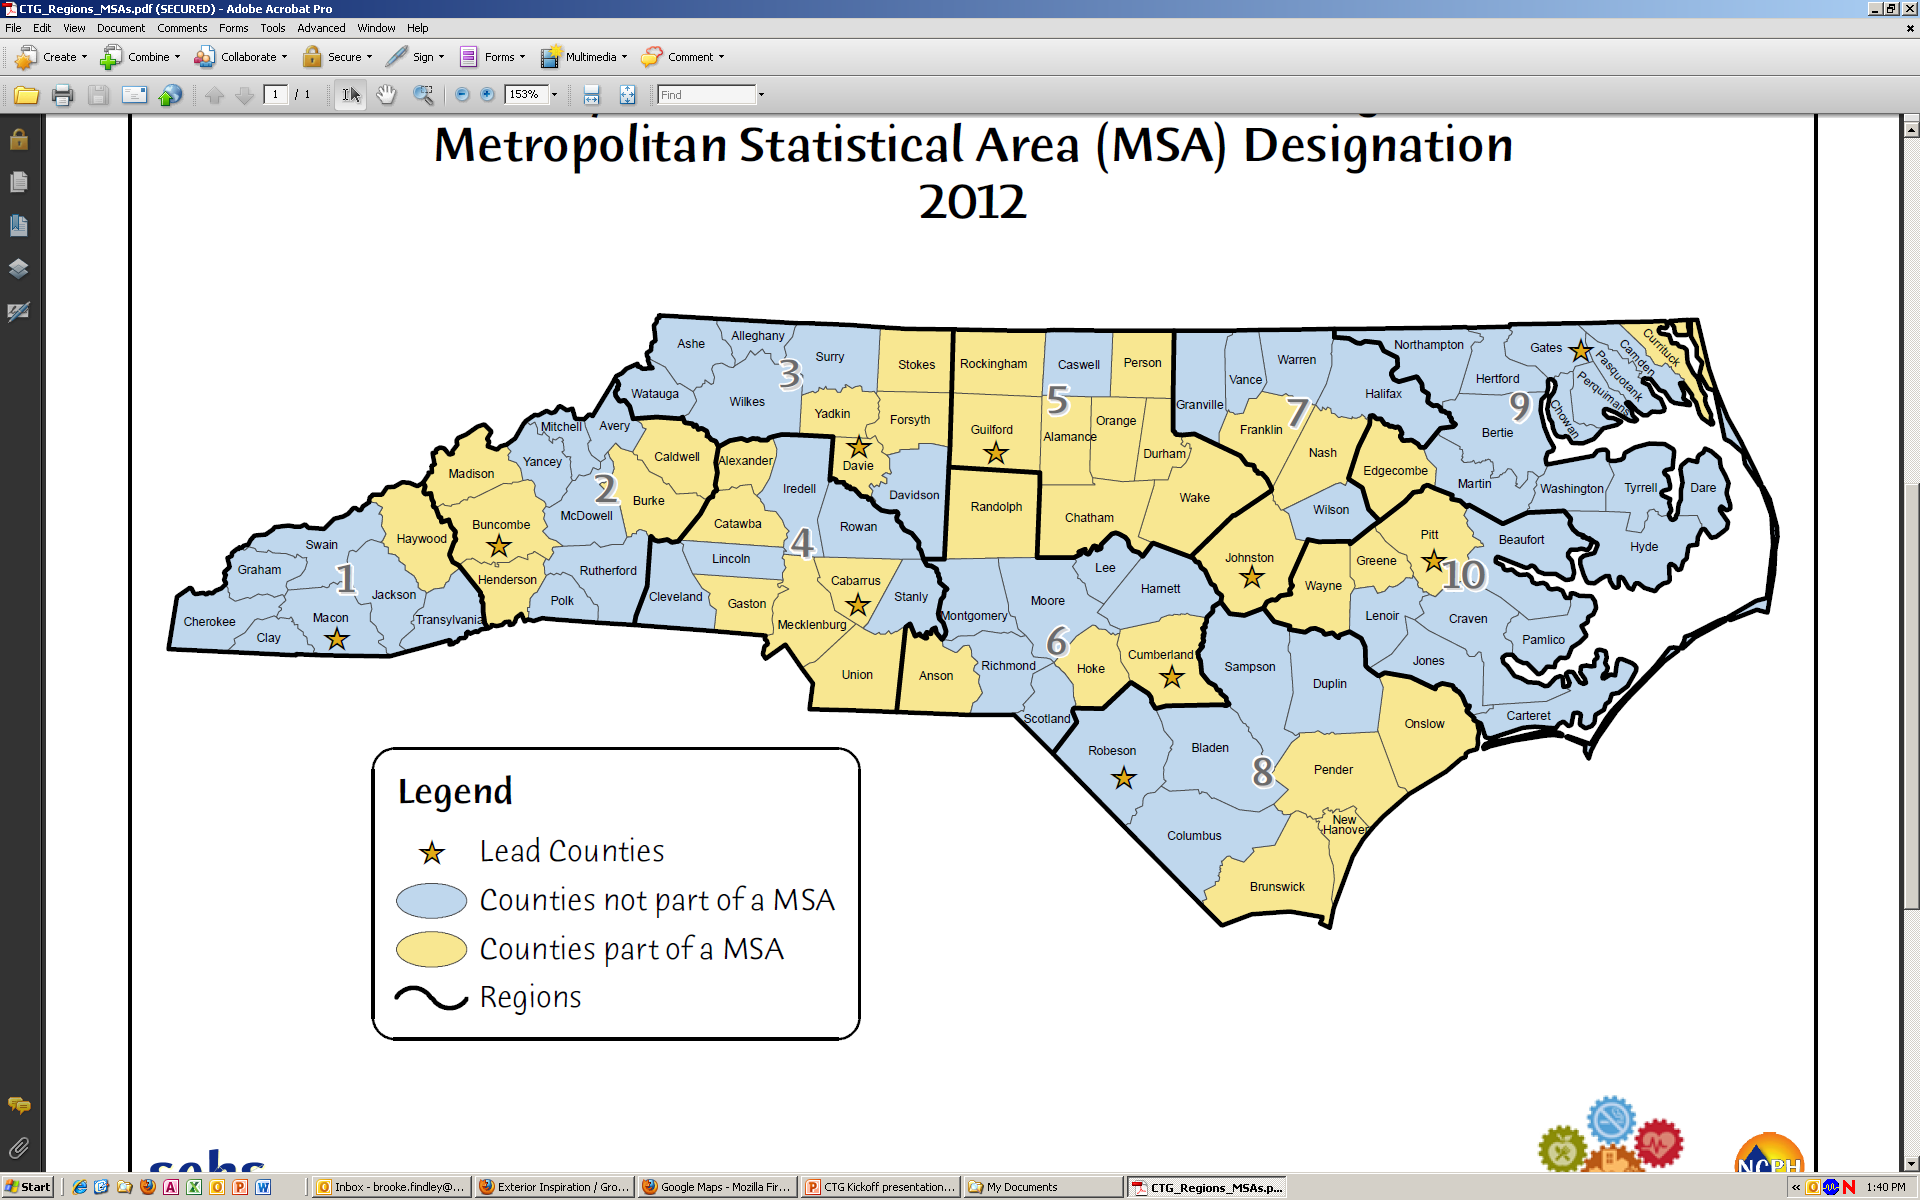 CTG_Regions_MSAs.pdf (SECURED) - Adobe Acrobat Pro
File Edit View Document Comments Forms Tools Advanced Window Help
Create Combine Collaborate Secure Sign Forms Multimedia Comment
1 / 1 153% Find
Metropolitan Statistical Area (MSA) Designation
2012
Ashe Alleghany Surry Stokes Rockingham Caswell Person Vance Warren Northampton Gates Camden Currituck
Watauga Wilkes 3 Yadkin Forsyth Guilford 5 Alamance Orange Durham Granville Franklin 7 Halifax Hertford 9 Chowan Perquimans Pasquotank
Mitchell Avery Caldwell Alexander Davie Nash Edgecombe Bertie
Madison Yancey 2 McDowell Burke Iredell Davidson Randolph Chatham Wake Wilson Martin Washington Tyrrell Dare
Haywood Buncombe Catawba 4 Rowan Johnston Pitt Beaufort Hyde
Swain Graham 1 Jackson Henderson Rutherford Lincoln Cabarrus Lee Harnett Wayne Greene 10
Cherokee Clay Macon Transylvania Polk Cleveland Gaston Mecklenburg Stanly Montgomery Moore Lenoir Craven Pamlico
Union Anson Richmond 6 Hoke Cumberland Sampson Duplin Jones
Scotland Onslow Carteret
Robeson Bladen 8 Pender
Columbus New
Hanover
Brunswick
Legend
Lead Counties
Counties not part of a MSA
Counties part of a MSA
Regions
NCPH
Start Inbox - brooke.findley@... Exterior Inspiration / Gro... Google Maps - Mozilla Fir... CTG Kickoff presentation... My Documents CTG_Regions_MSAs.p... 1:40 PM